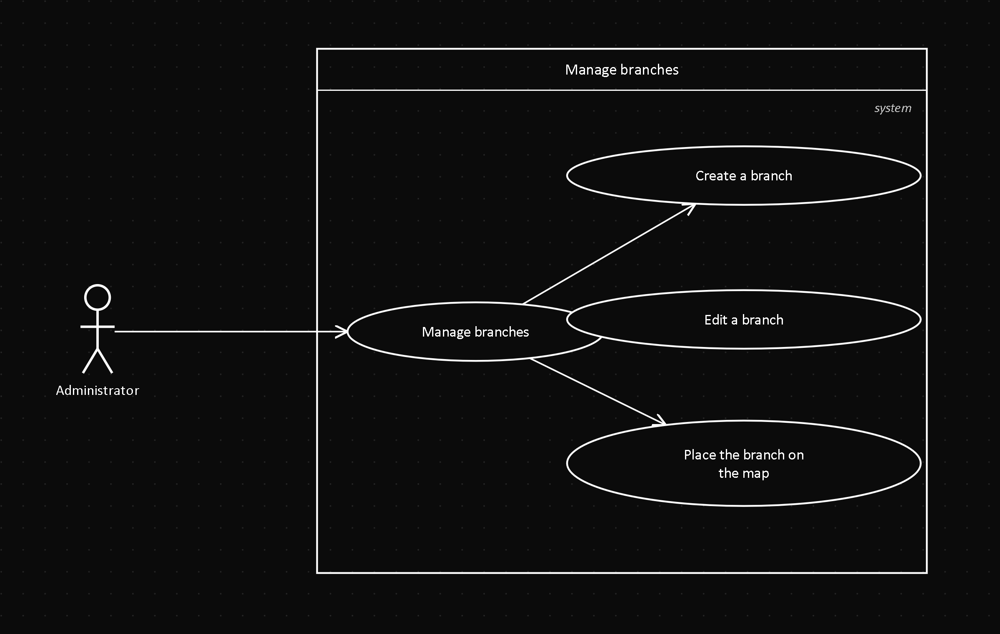 Manage branches
system
Create a branch
Edit a branch
Manage branches
Administrator
Place the branch on
the map